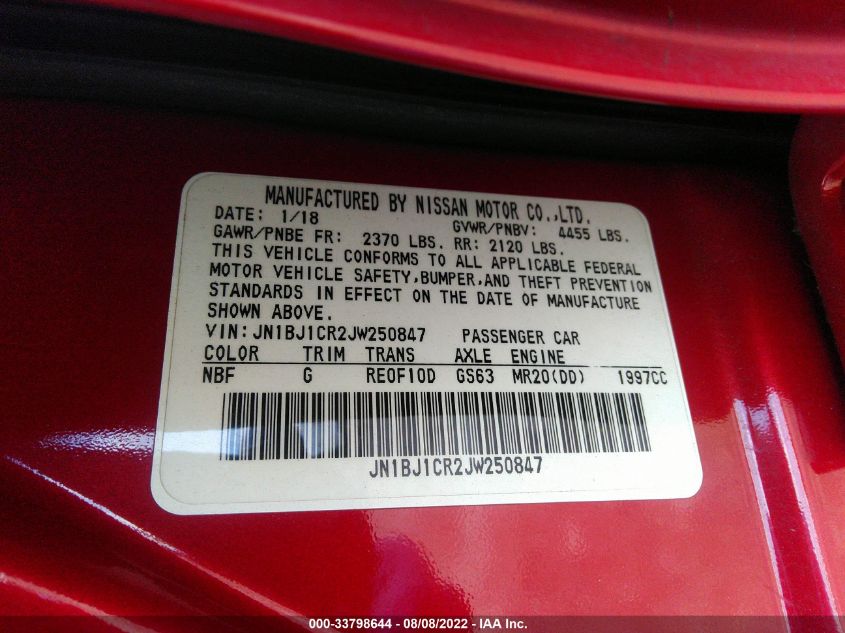 MANUFACTURED BY NISSAN MOTOR CO.,LTD.
DATE: 1/18 GVWR/PNBV: 4455 LBS.
GAWR/PNBE FR: 2370 LBS. RR: 2120 LBS.
THIS VEHICLE CONFORMS TO ALL APPLICABLE FEDERAL
MOTOR VEHICLE SAFETY,BUMPER,AND THEFT PREVENTION
STANDARDS IN EFFECT ON THE DATE OF MANUFACTURE
SHOWN ABOVE.
VIN: JN1BJ1CR2JW250847 PASSENGER CAR
COLOR TRIM TRANS AXLE ENGINE
NBF G RE0F10D GS63 MR20(DD) 1997CC
JN1BJ1CR2JW250847
000-33798644 - 08/08/2022 - IAA Inc.